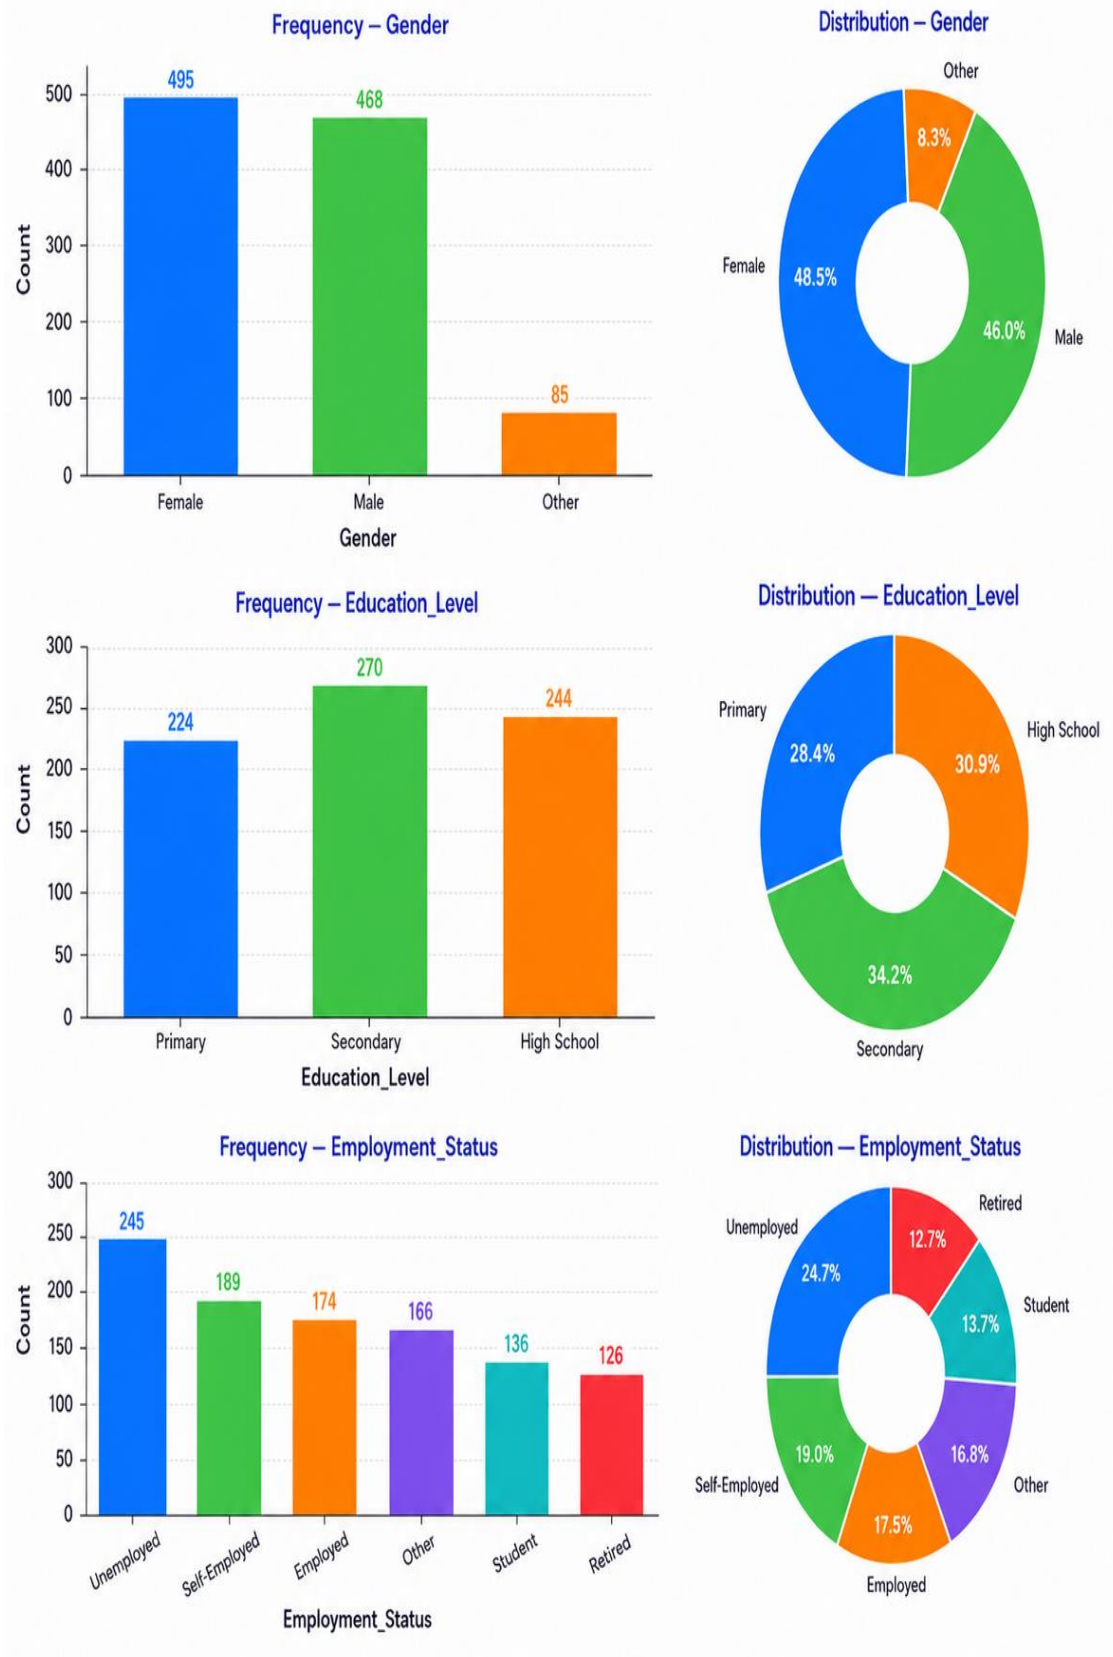 Frequency – Gender
Count
500
400
300
200
100
0
495
468
85
Female
Male
Other
Gender
Distribution – Gender
Other
8.3%
Female
48.5%
46.0%
Male
Frequency – Education_Level
Count
300
250
200
150
100
50
0
224
270
244
Primary
Secondary
High School
Education_Level
Distribution — Education_Level
Primary
28.4%
High School
30.9%
34.2%
Secondary
Frequency – Employment_Status
Count
300
250
200
150
100
50
0
245
189
174
166
136
126
Unemployed
Self-Employed
Employed
Other
Student
Retired
Employment_Status
Distribution — Employment_Status
Retired
Unemployed
12.7%
24.7%
Student
13.7%
19.0%
16.8%
Self-Employed
Other
17.5%
Employed